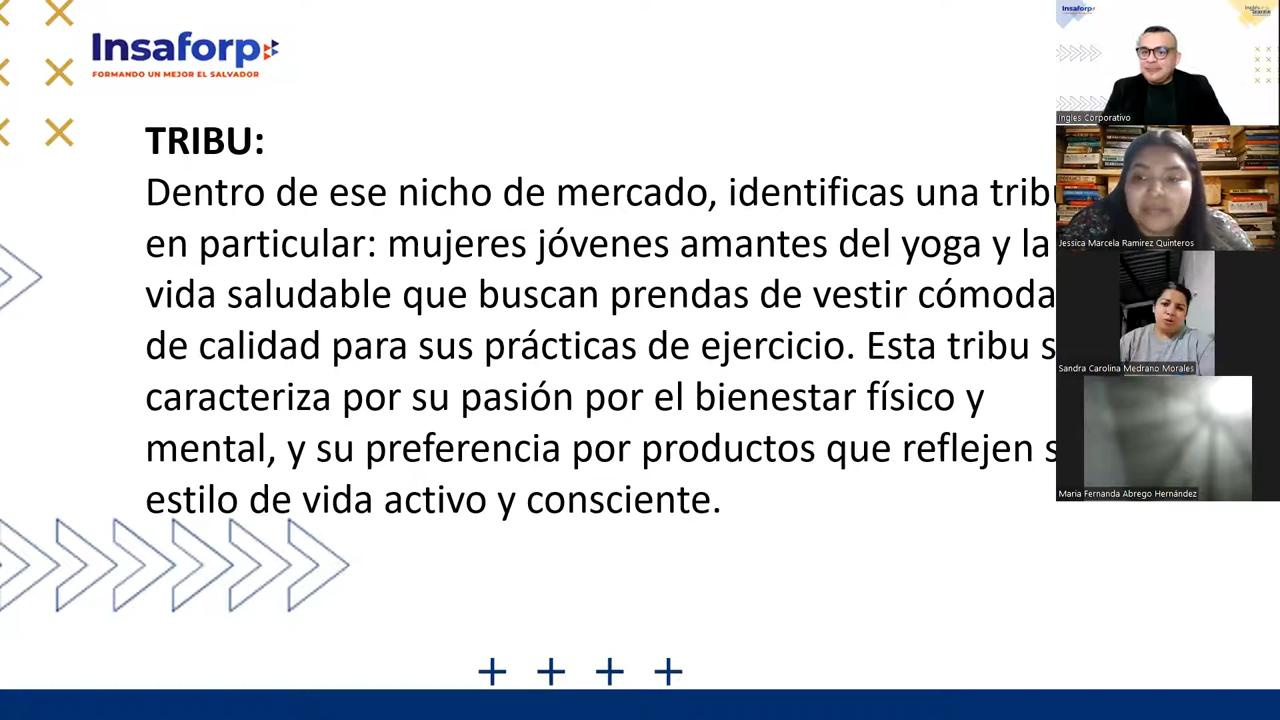 Insaforp
FORMANDO UN MEJOR EL SALVADOR
TRIBU:
Dentro de ese nicho de mercado, identificas una tribu
en particular: mujeres jóvenes amantes del yoga y la
vida saludable que buscan prendas de vestir cómoda
de calidad para sus prácticas de ejercicio. Esta tribu s
caracteriza por su pasión por el bienestar físico y
mental, y su preferencia por productos que reflejen s
estilo de vida activo y consciente.
Insaforp
Ingles Corporativo
Jessica Marcela Ramirez Quinteros
Sandra Carolina Medrano Morales
Maria Fernanda Abrego Hernández